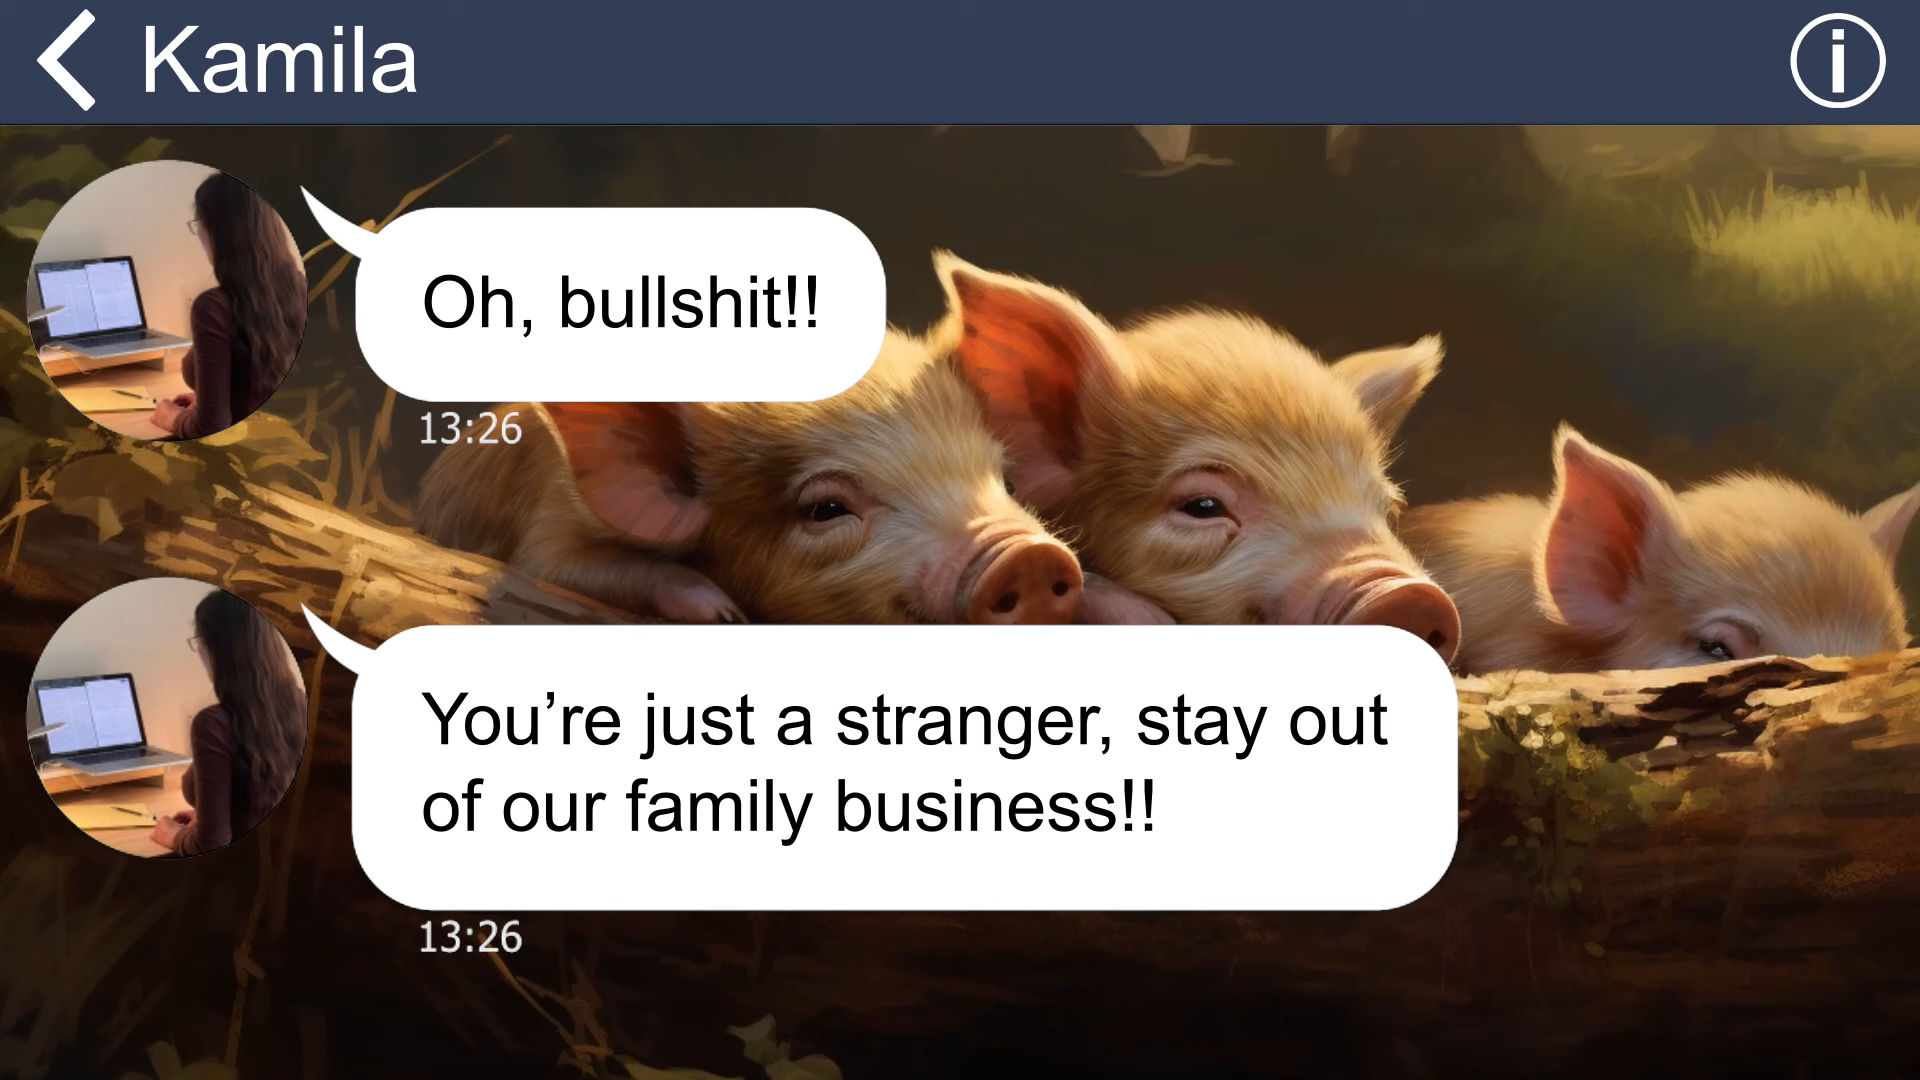 Kamila
Oh, bullshit!!
13:26
You’re just a stranger, stay out
of our family business!!
13:26